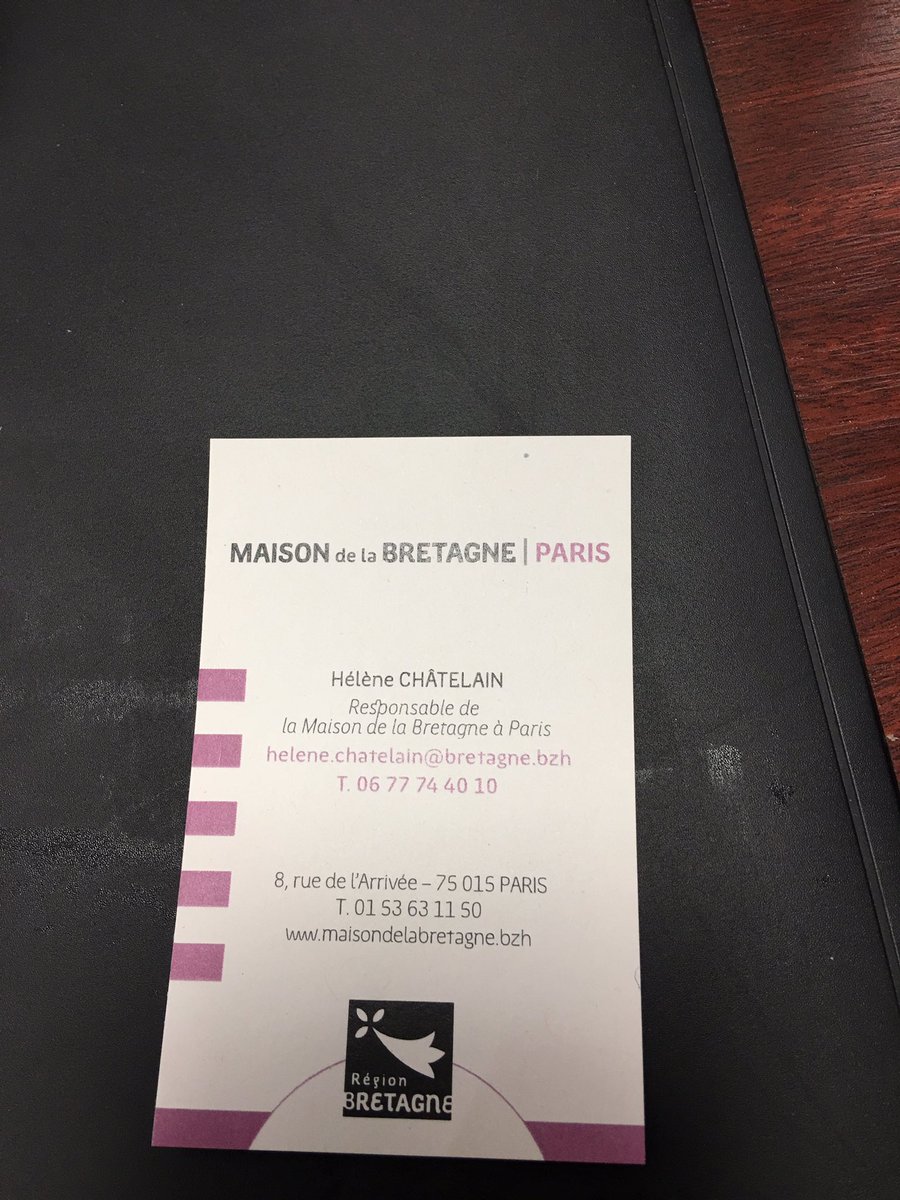 MAISON de la BRETAGNE | PARIS
Hélène CHÂTELAIN
Responsable de
la Maison de la Bretagne à Paris
helene.chatelain@bretagne.bzh
T. 06 77 74 40 10
8, rue de l'Arrivée – 75 015 PARIS
T. 01 53 63 11 50
www.maisondelabretagne.bzh
Région
BRETAGNE